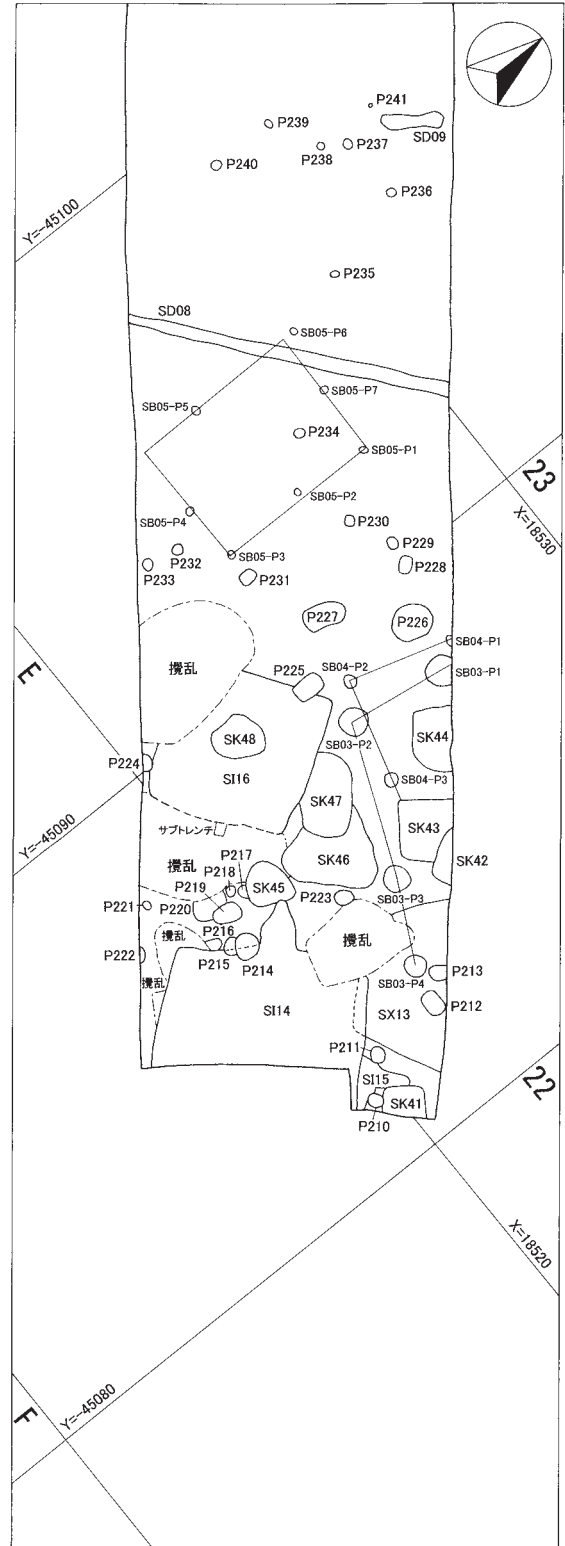 P241
P239
SD09
P237
P238
P240
P236
Y=-45100
P235
SD08
SB05-P6
SB05-P7
SB05-P5
P234
SB05-P1
23
SB05-P2
X=18530
SB05-P4
P230
P229
SB05-P3
P232
P233
P231
P228
P227
P226
SB04-P1
攪乱
E
SB04-P2
SB03-P1
P225
SK48
SB03-P2
SK44
P224
SI16
SB04-P3
SK47
サブトレンチ
SK43
Y=-45090
SK46
SK42
攪乱
P217
P218
SK45
SB03-P3
P219
P223
P221
P220
攪乱
P216
攪乱
P222
P215
P214
SB03-P4
P213
攪乱
SX13
P212
SI14
P211
SI15
SK41
22
P210
X=18520
Y=-45080
F